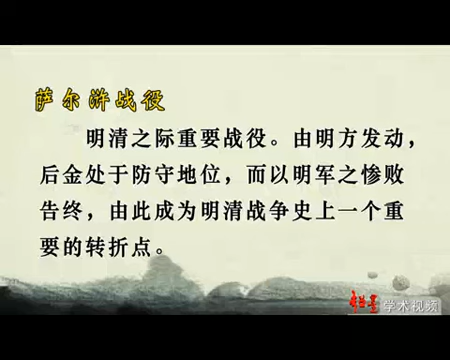 萨尔浒战役
明清之际重要战役。由明方发动，
后金处于防守地位，而以明军之惨败
告终，由此成为明清战争史上一个重
要的转折点。
学术视频